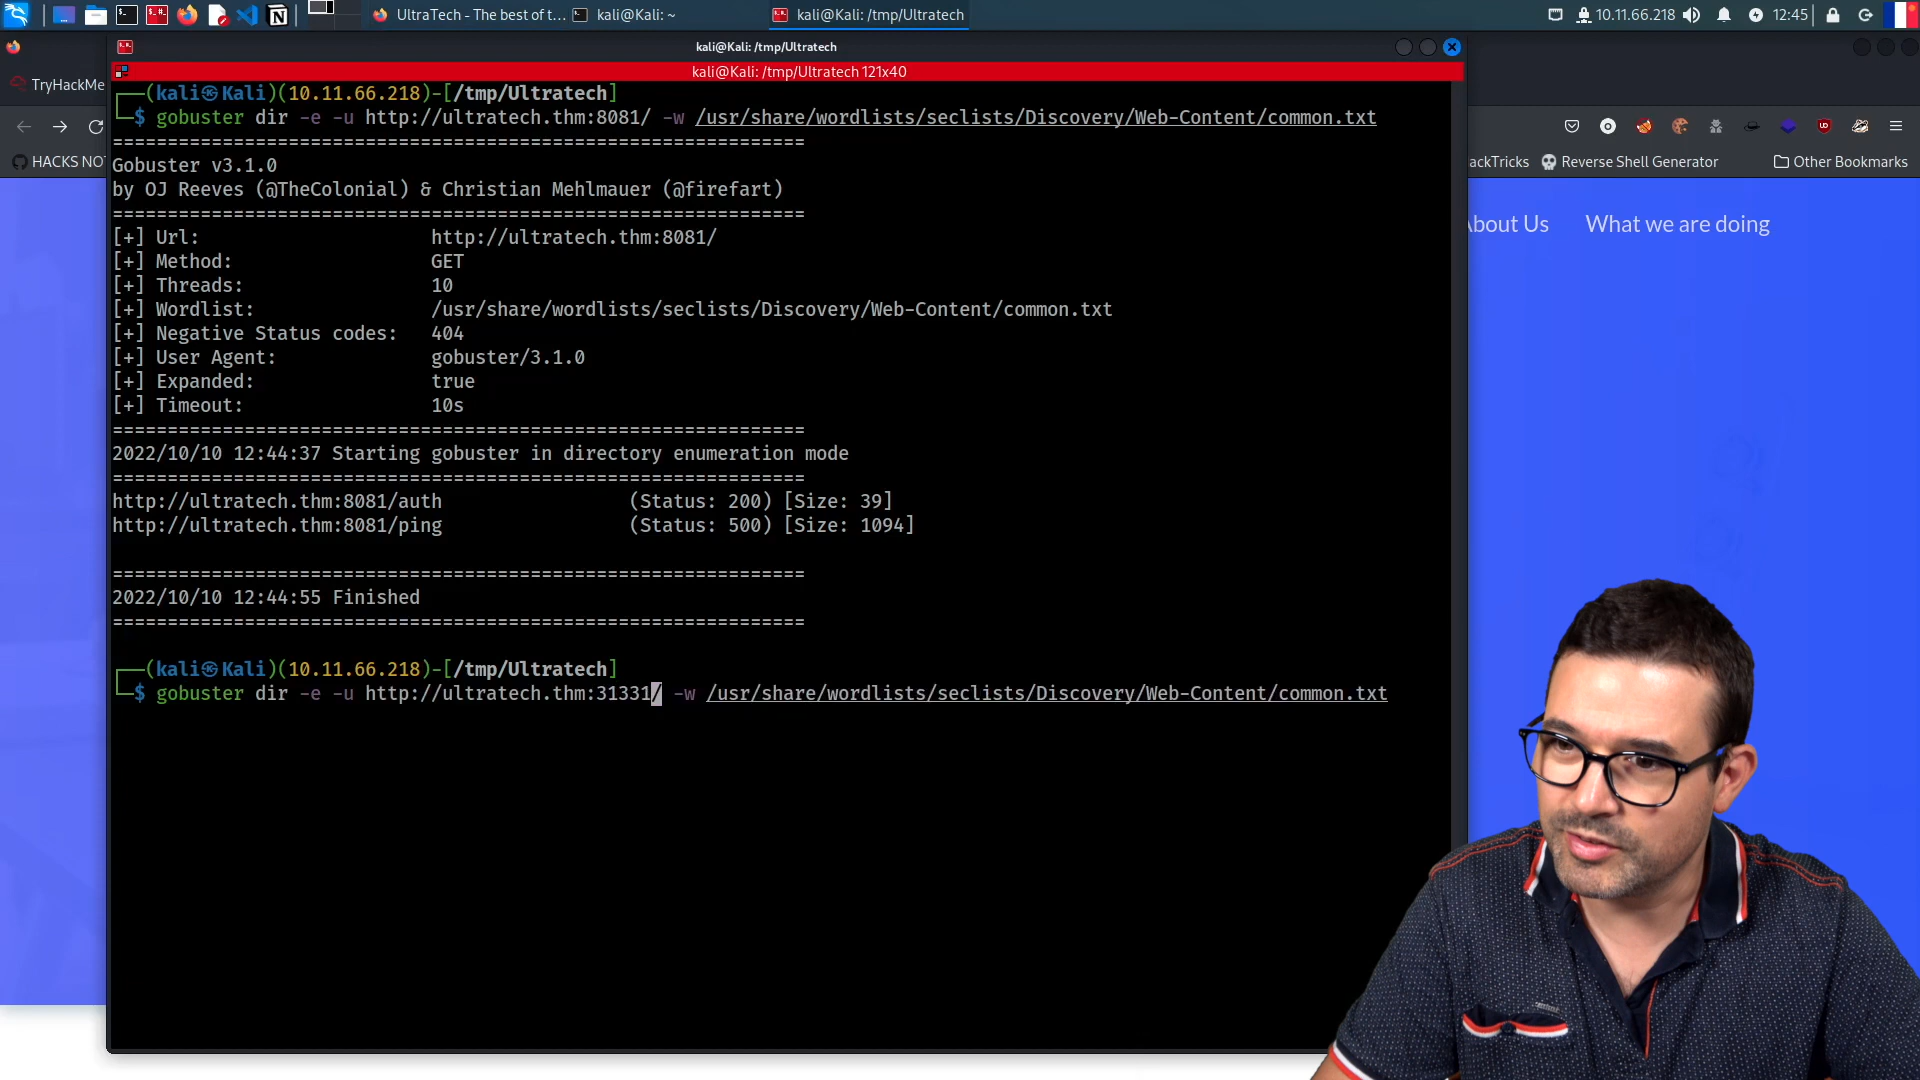 UltraTech - The best of t...
kali@Kali: ~
kali@Kali: /tmp/Ultratech
10.11.66.218
12:45
kali@Kali: /tmp/Ultratech
kali@Kali: /tmp/Ultratech 121x40
TryHackMe
HACKS NO
ackTricks
Reverse Shell Generator
Other Bookmarks
About Us
What we are doing
┌──(kali㉿Kali)(10.11.66.218)-[/tmp/Ultratech]
└─$ gobuster dir -e -u http://ultratech.thm:8081/ -w /usr/share/wordlists/seclists/Discovery/Web-Content/common.txt
===============================================================
Gobuster v3.1.0
by OJ Reeves (@TheColonial) & Christian Mehlmauer (@firefart)
===============================================================
[+] Url:                     http://ultratech.thm:8081/
[+] Method:                  GET
[+] Threads:                 10
[+] Wordlist:                /usr/share/wordlists/seclists/Discovery/Web-Content/common.txt
[+] Negative Status codes:   404
[+] User Agent:              gobuster/3.1.0
[+] Expanded:                true
[+] Timeout:                 10s
===============================================================
2022/10/10 12:44:37 Starting gobuster in directory enumeration mode
===============================================================
http://ultratech.thm:8081/auth                 (Status: 200) [Size: 39]
http://ultratech.thm:8081/ping                 (Status: 500) [Size: 1094]
===============================================================
2022/10/10 12:44:55 Finished
===============================================================
┌──(kali㉿Kali)(10.11.66.218)-[/tmp/Ultratech]
└─$ gobuster dir -e -u http://ultratech.thm:31331/ -w /usr/share/wordlists/seclists/Discovery/Web-Content/common.txt